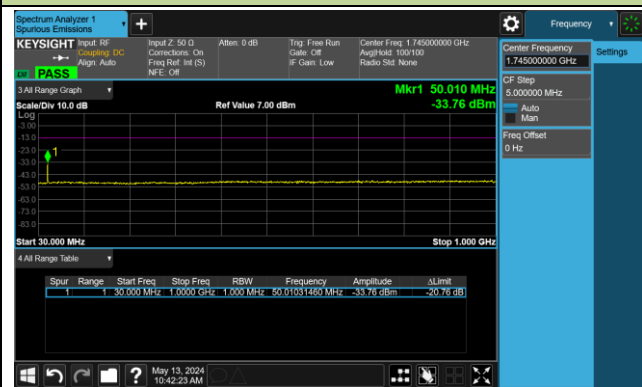 Spectrum Analyzer 1
Spurious Emissions
Frequency
KEYSIGHT
Input: RF
Coupling: DC
Align: Auto
Input Z: 50 Ω
Corrections: On
Freq Ref: Int (S)
NFE: Off
Atten: 0 dB
Trig: Free Run
Gate: Off
IF Gain: Low
Center Freq: 1.745000000 GHz
Avg|Hold: 100/100
Radio Std: None
PASS
Center Frequency
1.745000000 GHz
Settings
CF Step
5.000000 MHz
Auto
Man
Freq Offset
0 Hz
3 All Range Graph
Mkr1 50.010 MHz
Scale/Div 10.0 dB
Ref Value 7.00 dBm
-33.76 dBm
Log
-3.00
-13.0
-23.0
1
-33.0
-43.0
-53.0
-63.0
-73.0
-83.0
Start 30.000 MHz
Stop 1.000 GHz
4 All Range Table
Spur Range Start Freq Stop Freq RBW Frequency Amplitude ΔLimit
1 1 30.000 MHz 1.0000 GHz 1.000 MHz 50.01031460 MHz -33.76 dBm -20.76 dB
?
May 13, 2024
10:42:23 AM